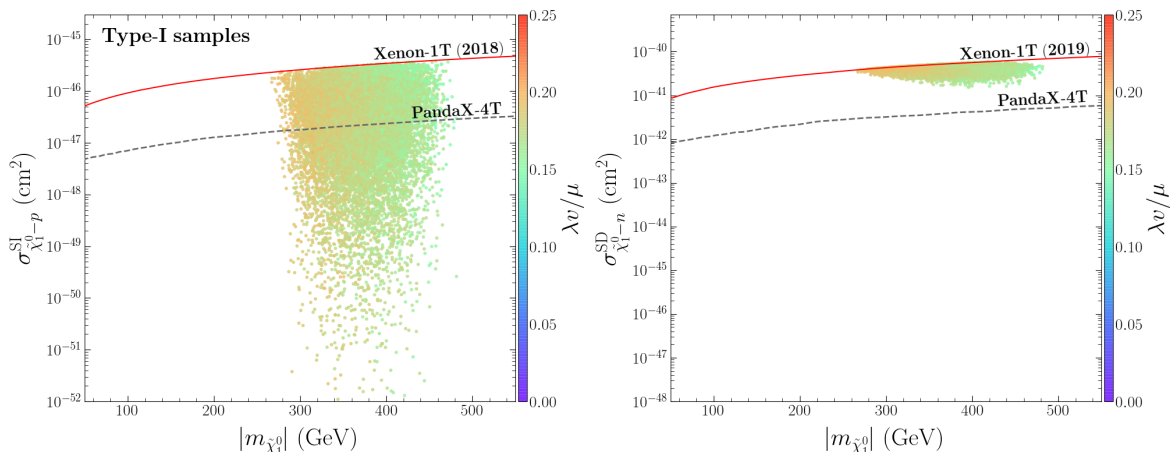 Type-I samples
Xenon-1T (2018)
PandaX-4T
10⁻⁴⁵
10⁻⁴⁶
10⁻⁴⁷
10⁻⁴⁸
10⁻⁴⁹
10⁻⁵⁰
10⁻⁵¹
10⁻⁵²
σ^SI_χ̃₁⁰−p (cm²)
100 200 300 400 500
|m_χ̃₁⁰| (GeV)
0.25
0.20
0.15
0.10
0.05
0.00
λv/μ
Xenon-1T (2019)
PandaX-4T
10⁻⁴⁰
10⁻⁴¹
10⁻⁴²
10⁻⁴³
10⁻⁴⁴
10⁻⁴⁵
10⁻⁴⁶
10⁻⁴⁷
10⁻⁴⁸
σ^SD_χ̃₁⁰−n (cm²)
100 200 300 400 500
|m_χ̃₁⁰| (GeV)
0.25
0.20
0.15
0.10
0.05
0.00
λv/μ